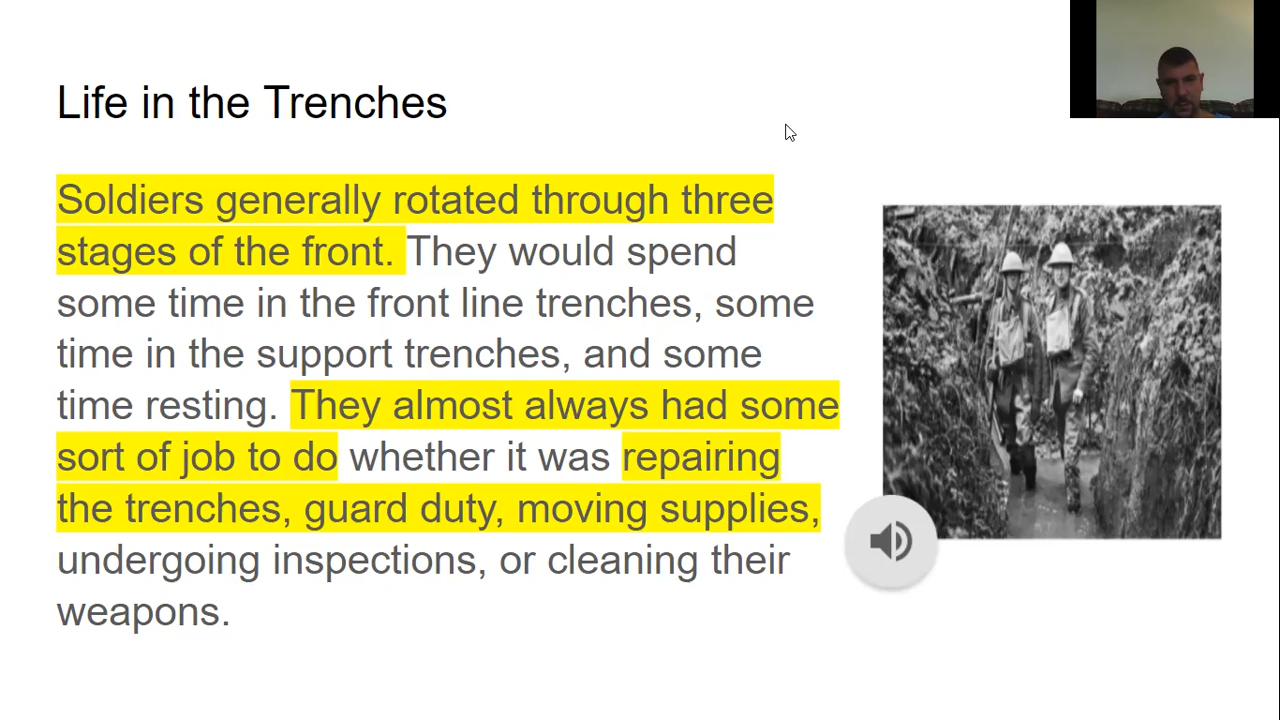 Life in the Trenches
Soldiers generally rotated through three
stages of the front. They would spend
some time in the front line trenches, some
time in the support trenches, and some
time resting. They almost always had some
sort of job to do whether it was repairing
the trenches, guard duty, moving supplies,
undergoing inspections, or cleaning their
weapons.